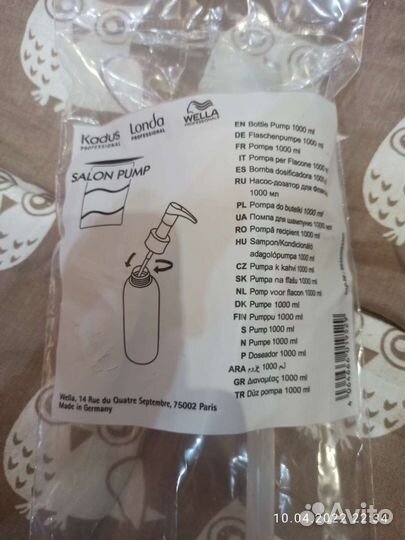 Kadus
PROFESSIONAL
Londa
PROFESSIONAL
WELLA
PROFESSIONALS
SALON PUMP
EN Bottle Pump 1000 ml
DE Flaschenpumpe 1000 ml
FR Pompe 1000 ml
IT Pompa per Flacone 1000
ES Bomba dosificadora 1000
RU Насос-дозатор для
1000 мл
PL Pompa do butelki 1000 ml
UA Помпа для шампуню 1000
RO Pompă recipient 1000 ml
HU Sampon/Kondicionáló
adagolópumpa 1000 ml
CZ Pumpa k kahvi 1000 ml
SK Pumpa na fľašu 1000 ml
NL Pomp voor flacon 1000 ml
DK Pumpe 1000 ml
FIN Pumppu 1000 ml
S Pump 1000 ml
N Pumpe 1000 ml
P Doseador 1000 ml
ARA 1000 مل
GR 1000 ml
TR Düz pompa 1000 ml
Wella, 14 Rue du Quatre Septembre, 75002 Paris
Made in Germany
10.04.2022 22:34
Avito